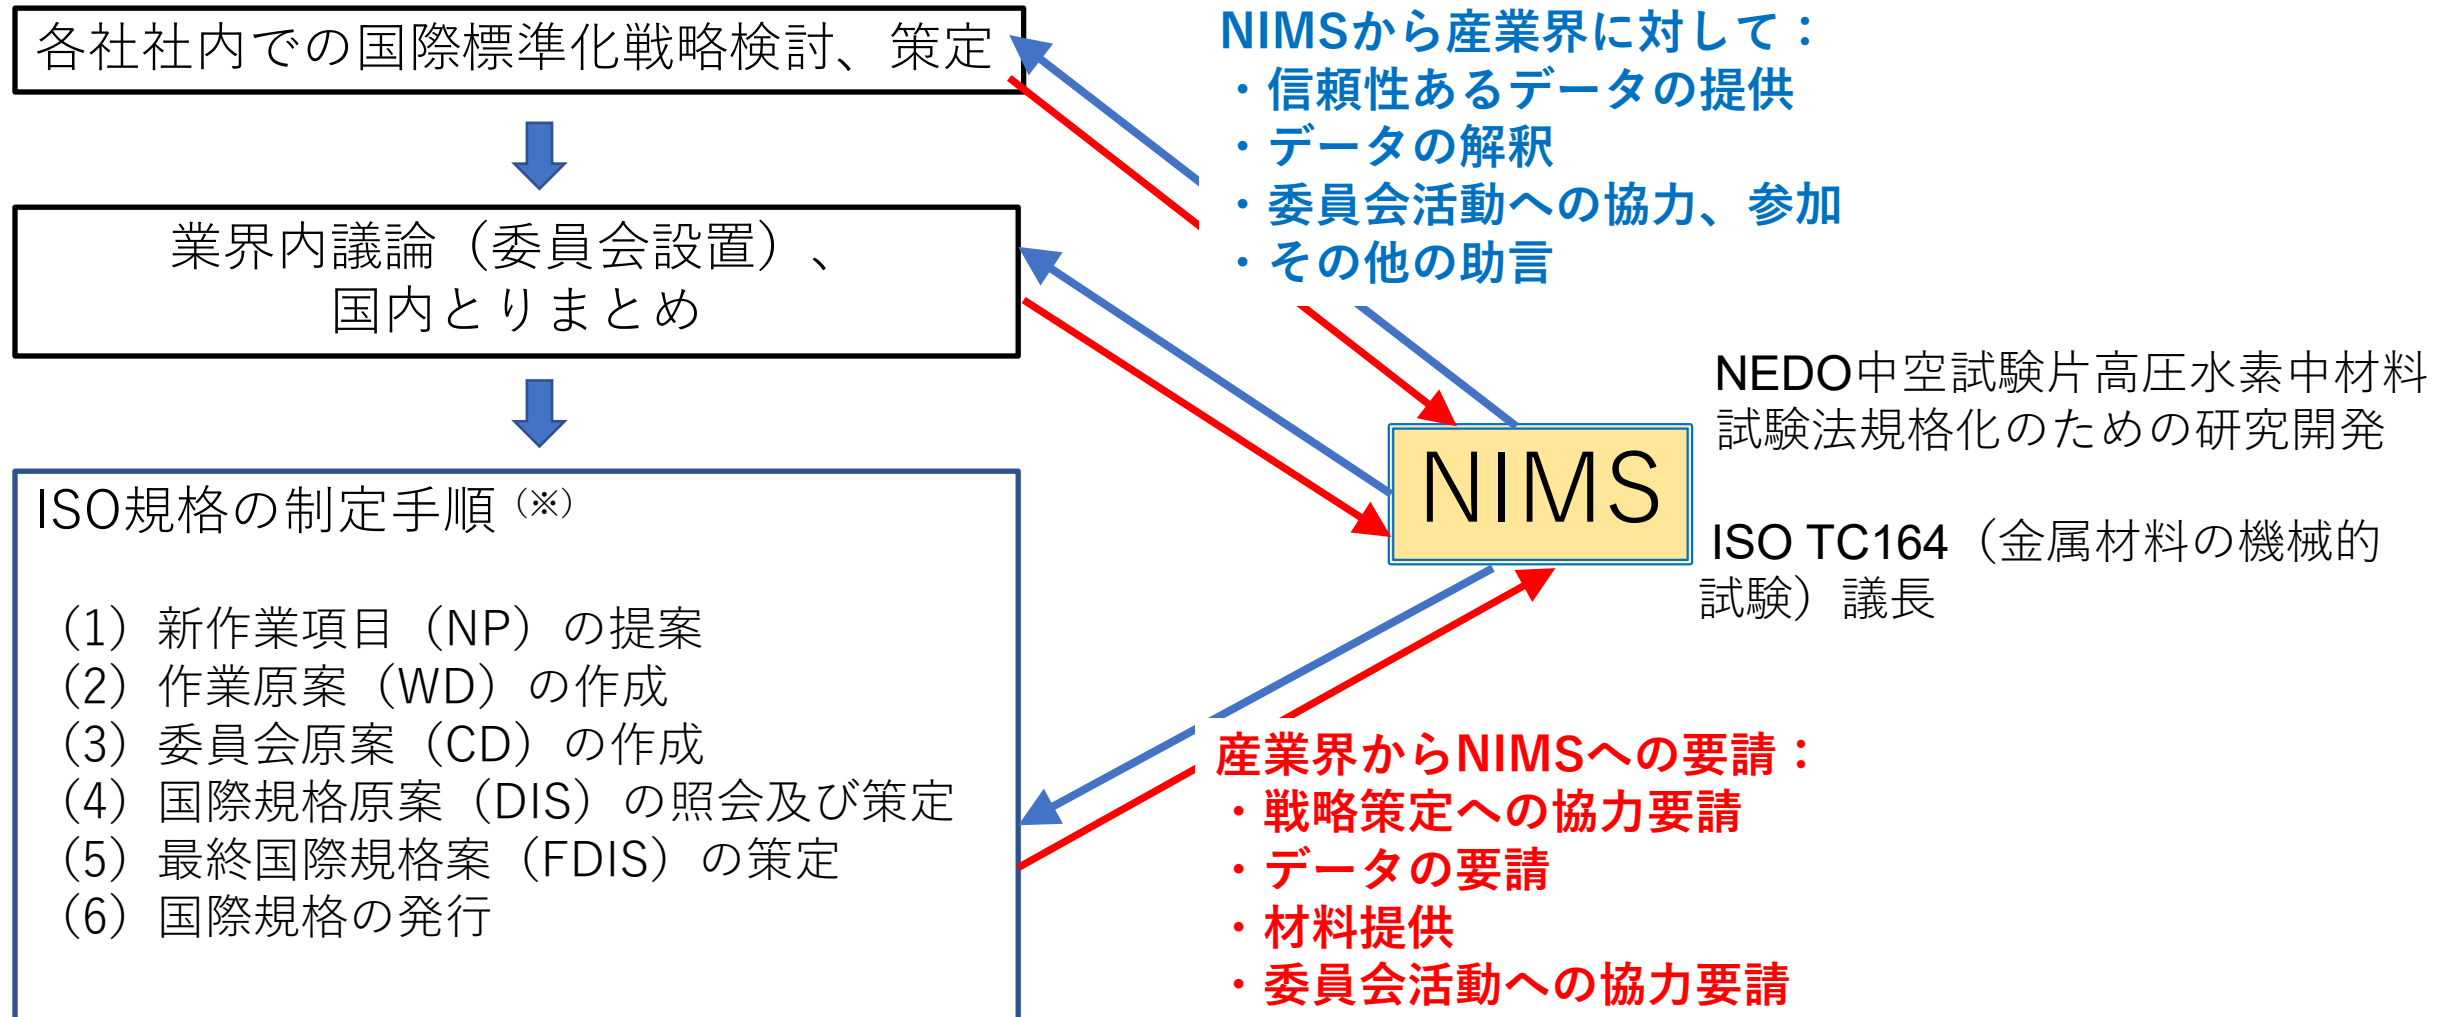 各社社内での国際標準化戦略検討、策定
業界内議論（委員会設置）、
国内とりまとめ
ISO規格の制定手順（※）
（1）新作業項目（NP）の提案
（2）作業原案（WD）の作成
（3）委員会原案（CD）の作成
（4）国際規格原案（DIS）の照会及び策定
（5）最終国際規格案（FDIS）の策定
（6）国際規格の発行
NIMSから産業界に対して：
・信頼性あるデータの提供
・データの解釈
・委員会活動への協力、参加
・その他の助言
NIMS
NEDO中空試験片高圧水素中材料
試験法規格化のための研究開発
ISO TC164（金属材料の機械的
試験）議長
産業界からNIMSへの要請：
・戦略策定への協力要請
・データの要請
・材料提供
・委員会活動への協力要請